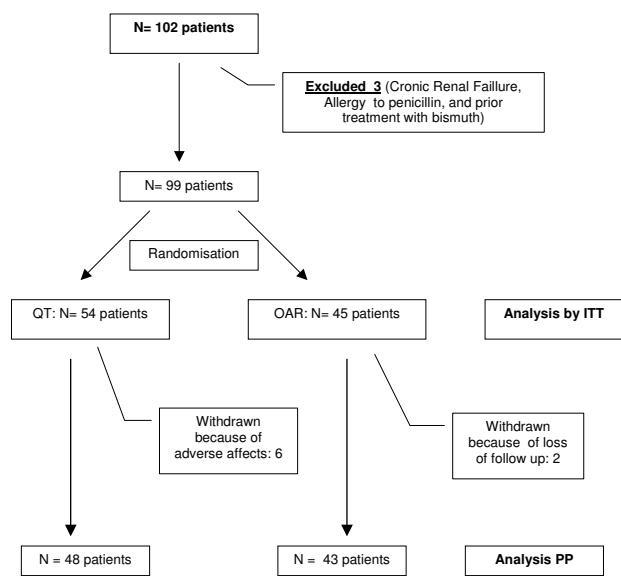 N= 102 patients
Excluded 3 (Cronic Renal Faillure,
Allergy to penicillin, and prior
treatment with bismuth)
N= 99 patients
Randomisation
QT: N= 54 patients
OAR: N= 45 patients
Analysis by ITT
Withdrawn
because of
adverse affects: 6
Withdrawn
because of loss
of follow up: 2
N = 48 patients
N = 43 patients
Analysis PP